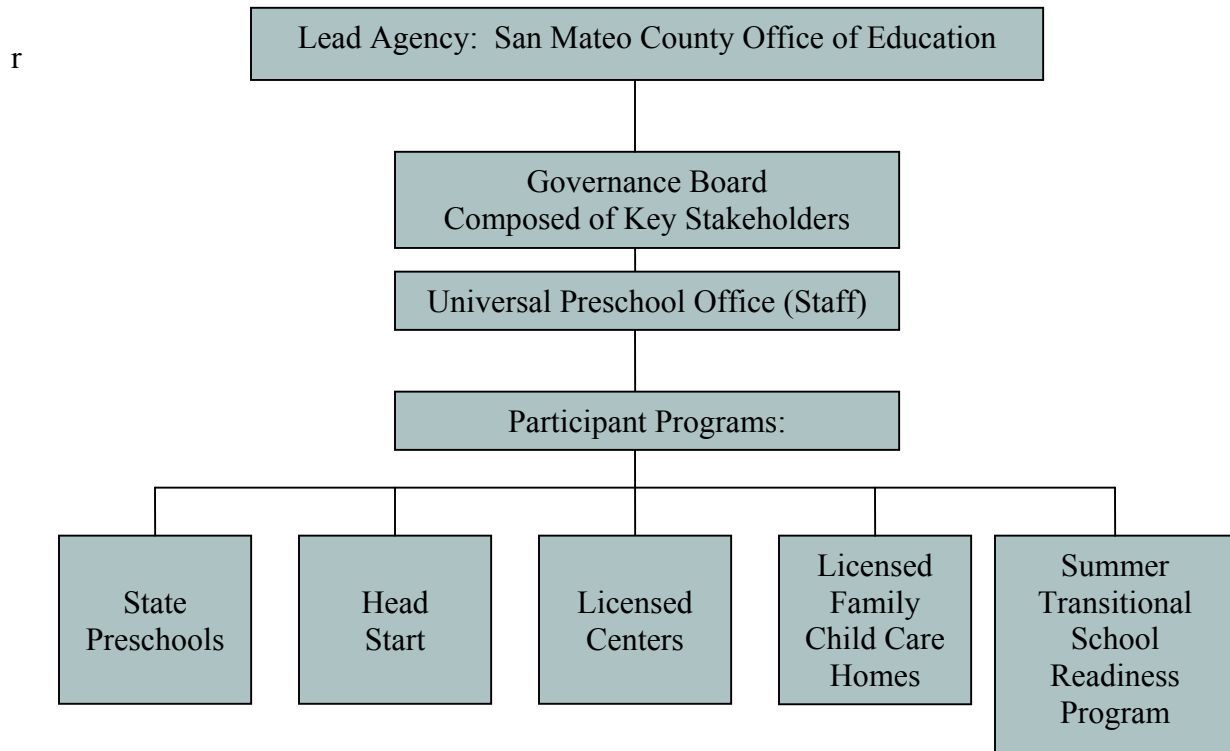 r
Lead Agency:  San Mateo County Office of Education
Governance Board
Composed of Key Stakeholders
Universal Preschool Office (Staff)
Participant Programs:
State
Preschools
Head
Start
Licensed
Centers
Licensed
Family
Child Care
Homes
Summer
Transitional
School
Readiness
Program